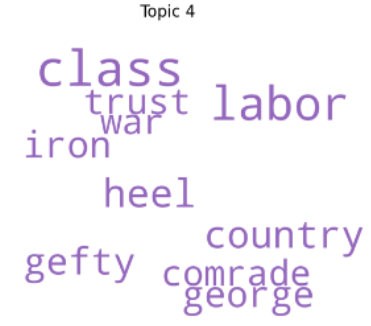 Topic 4
class
trust
labor
war
iron
heel
country
gefty
comrade
george